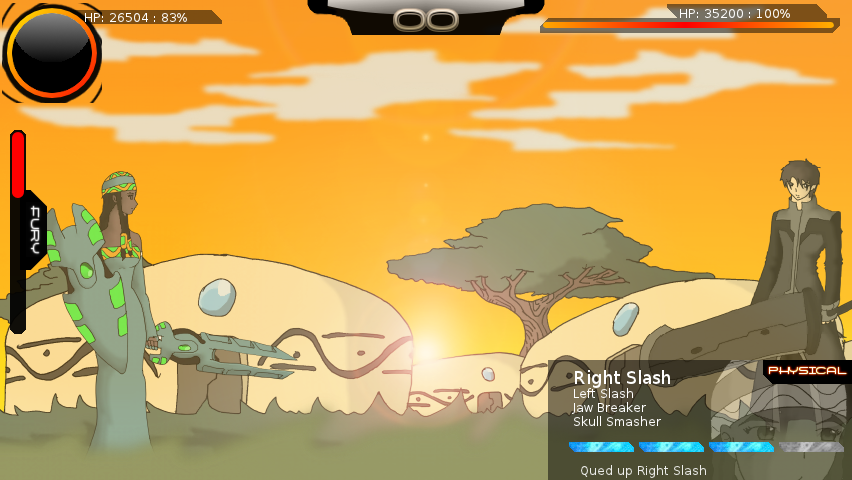 HP: 26504 : 83%
HP: 35200 : 100%
FURY
PHYSICAL
Right Slash
Left Slash
Jaw Breaker
Skull Smasher
Qued up Right Slash